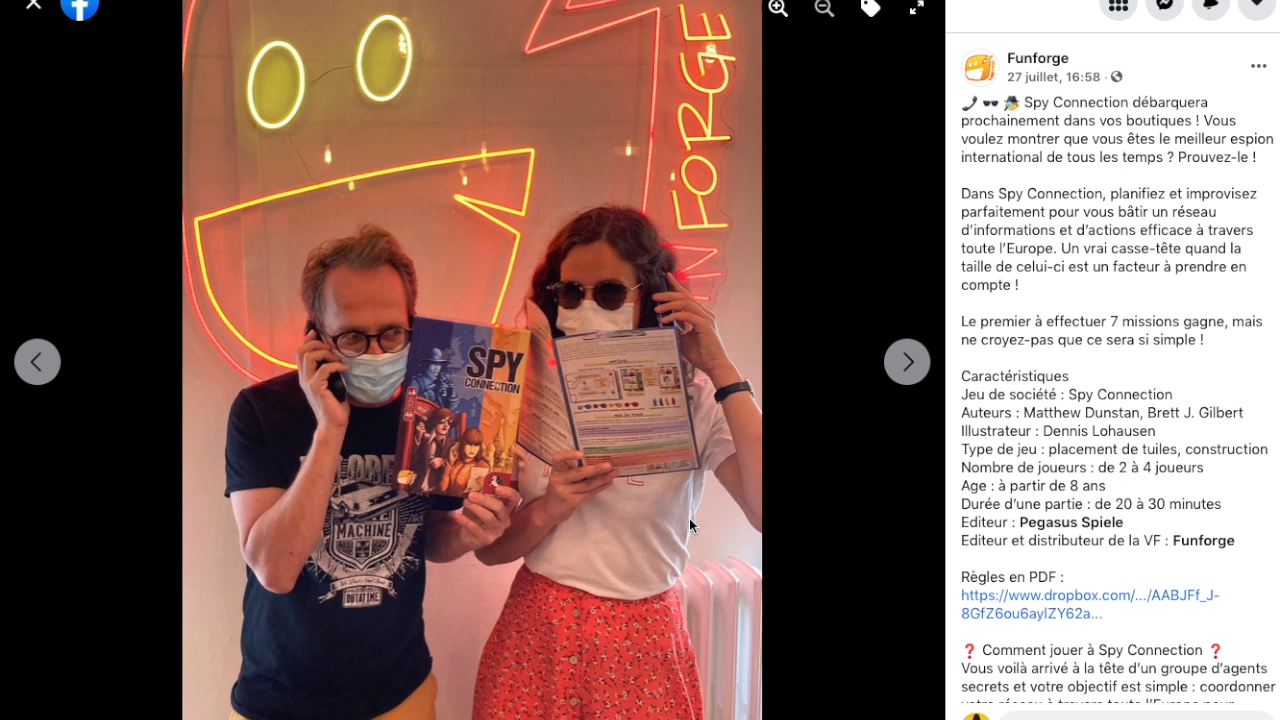 FUNFORGE
SPY
CONNECTION
MACHINE
OUTATIME
Funforge
27 juillet, 16:58 ·
Spy Connection débarquera
prochainement dans vos boutiques ! Vous
voulez montrer que vous êtes le meilleur espion
international de tous les temps ? Prouvez-le !
Dans Spy Connection, planifiez et improvisez
parfaitement pour vous bâtir un réseau
d’informations et d’actions efficace à travers
toute l’Europe. Un vrai casse-tête quand la
taille de celui-ci est un facteur à prendre en
compte !
Le premier à effectuer 7 missions gagne, mais
ne croyez-pas que ce sera si simple !
Caractéristiques
Jeu de société : Spy Connection
Auteurs : Matthew Dunstan, Brett J. Gilbert
Illustrateur : Dennis Lohausen
Type de jeu : placement de tuiles, construction
Nombre de joueurs : de 2 à 4 joueurs
Age : à partir de 8 ans
Durée d’une partie : de 20 à 30 minutes
Editeur : Pegasus Spiele
Editeur et distributeur de la VF : Funforge
Règles en PDF :
https://www.dropbox.com/.../AABJFf_J-
8GfZ6ou6aylZY62a...
❓ Comment jouer à Spy Connection ❓
Vous voilà arrivé à la tête d’un groupe d’agents
secrets et votre objectif est simple : coordonner